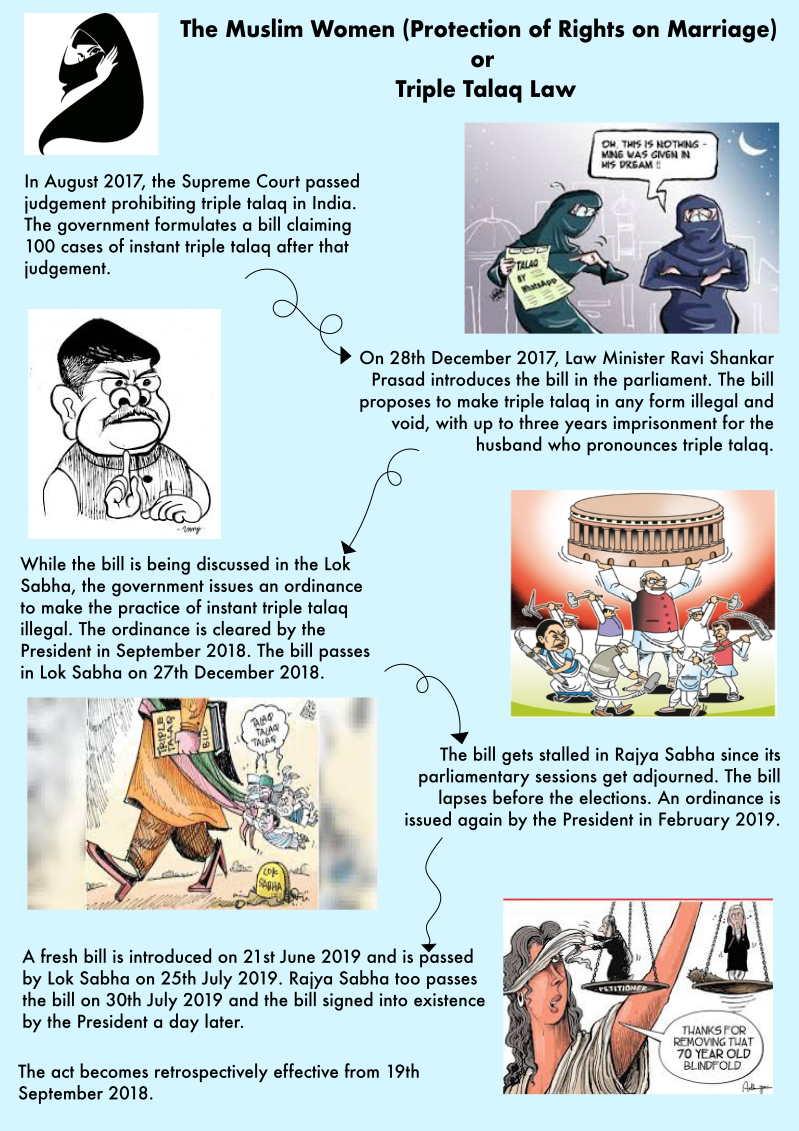 The Muslim Women (Protection of Rights on Marriage)
or
Triple Talaq Law
OH, THIS IS NOTHING -
MINE WAS GIVEN IN
HIS DREAM !!
TALAQ
BY
WhatsApp
In August 2017, the Supreme Court passed
judgement prohibiting triple talaq in India.
The government formulates a bill claiming
100 cases of instant triple talaq after that
judgement.
On 28th December 2017, Law Minister Ravi Shankar
Prasad introduces the bill in the parliament. The bill
proposes to make triple talaq in any form illegal and
void, with up to three years imprisonment for the
husband who pronounces triple talaq.
While the bill is being discussed in the Lok
Sabha, the government issues an ordinance
to make the practice of instant triple talaq
illegal. The ordinance is cleared by the
President in September 2018. The bill passes
in Lok Sabha on 27th December 2018.
TRIPLE
TALAQ
BILL
TALAQ
TALAQ
TALAQ
LOK
SABHA
The bill gets stalled in Rajya Sabha since its
parliamentary sessions get adjourned. The bill
lapses before the elections. An ordinance is
issued again by the President in February 2019.
A fresh bill is introduced on 21st June 2019 and is passed
by Lok Sabha on 25th July 2019. Rajya Sabha too passes
the bill on 30th July 2019 and the bill signed into existence
by the President a day later.
PETITIONER
THANKS FOR
REMOVING THAT
70 YEAR OLD
BLINDFOLD
The act becomes retrospectively effective from 19th
September 2018.